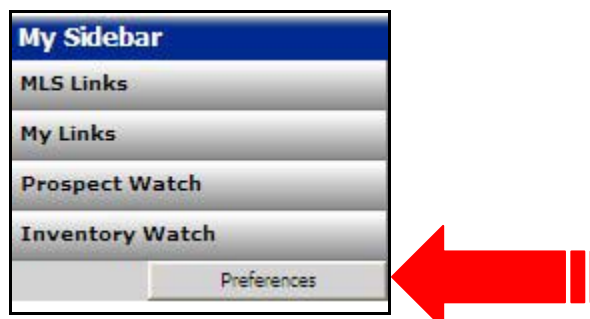 My Sidebar
MLS Links
My Links
Prospect Watch
Inventory Watch
Preferences